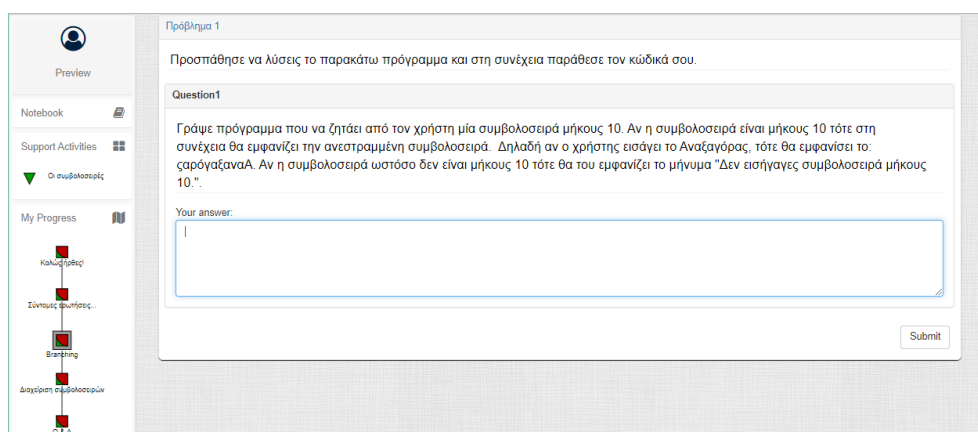 Preview
Notebook
Support Activities
Οι συμβολοσειρές
My Progress
Καλώς ήρθες!
Σύντομες ερωτήσεις...
Branching
Διαχείριση συμβολοσειρών
Q & A
Πρόβλημα 1
Προσπάθησε να λύσεις το παρακάτω πρόγραμμα και στη συνέχεια παράθεσε τον κώδικά σου.
Question1
Γράψε πρόγραμμα που να ζητάει από τον χρήστη μία συμβολοσειρά μήκους 10. Αν η συμβολοσειρά είναι μήκους 10 τότε στη
συνέχεια θα εμφανίζει την ανεστραμμένη συμβολοσειρά. Δηλαδή αν ο χρήστης εισάγει το Αναξαγόρας, τότε θα εμφανίσει το:
ςαρόγαξαναΑ. Αν η συμβολοσειρά ωστόσο δεν είναι μήκους 10 τότε θα του εμφανίζει το μήνυμα "Δεν εισήγαγες συμβολοσειρά μήκους
10.".
Your answer:
Submit